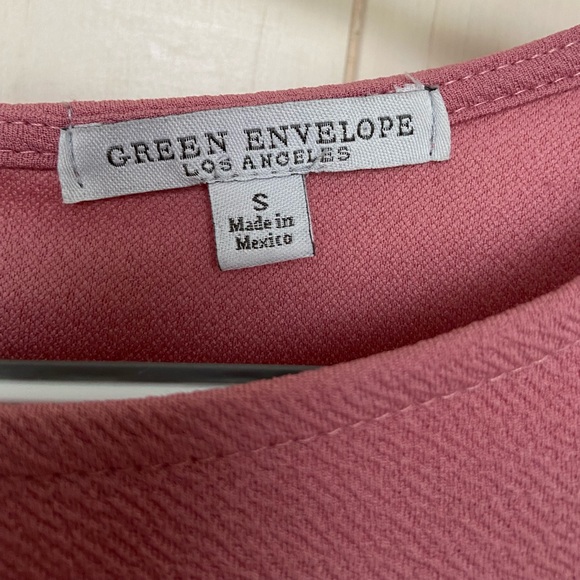 GREEN ENVELOPE
LOS ANGELES
S
Made in
Mexico